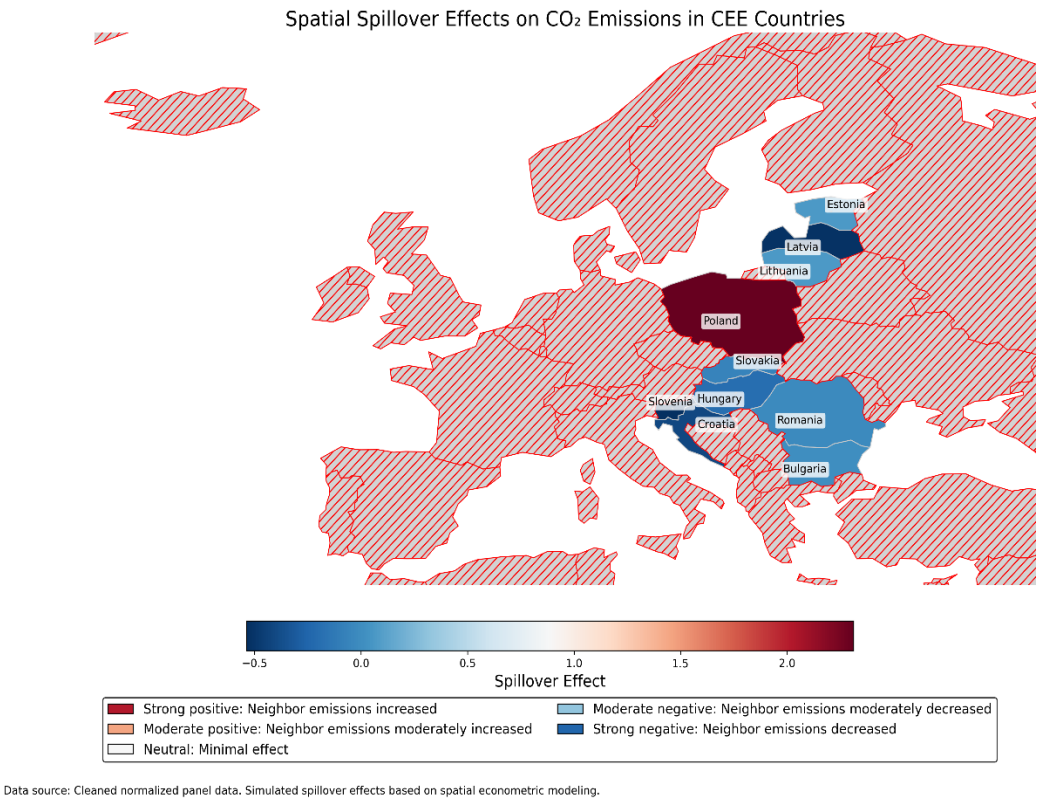 Spatial Spillover Effects on CO₂ Emissions in CEE Countries
Estonia
Latvia
Lithuania
Poland
Slovakia
Slovenia
Hungary
Croatia
Romania
Bulgaria
−0.5 0.0 0.5 1.0 1.5 2.0
Spillover Effect
Strong positive: Neighbor emissions increased
Moderate positive: Neighbor emissions moderately increased
Neutral: Minimal effect
Moderate negative: Neighbor emissions moderately decreased
Strong negative: Neighbor emissions decreased
Data source: Cleaned normalized panel data. Simulated spillover effects based on spatial econometric modeling.